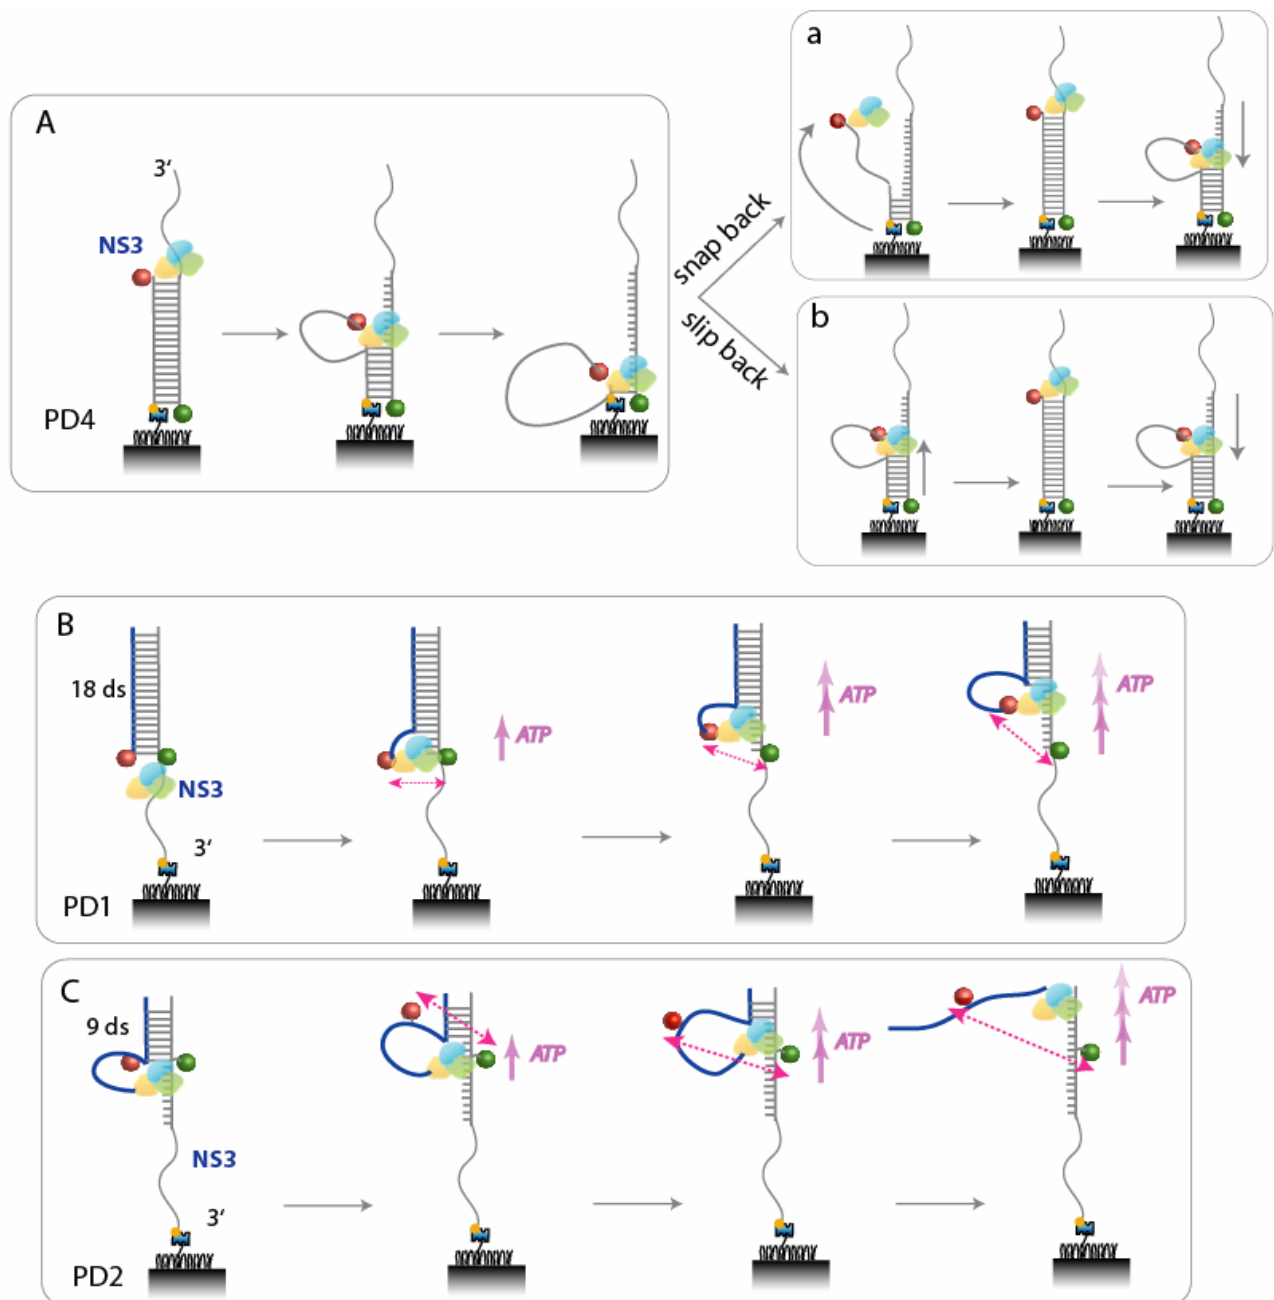 A
3'
NS3
PD4
snap back
slip back
a
b
B
18 ds
NS3
3'
PD1
ATP
ATP
ATP
C
9 ds
NS3
3'
PD2
ATP
ATP
ATP